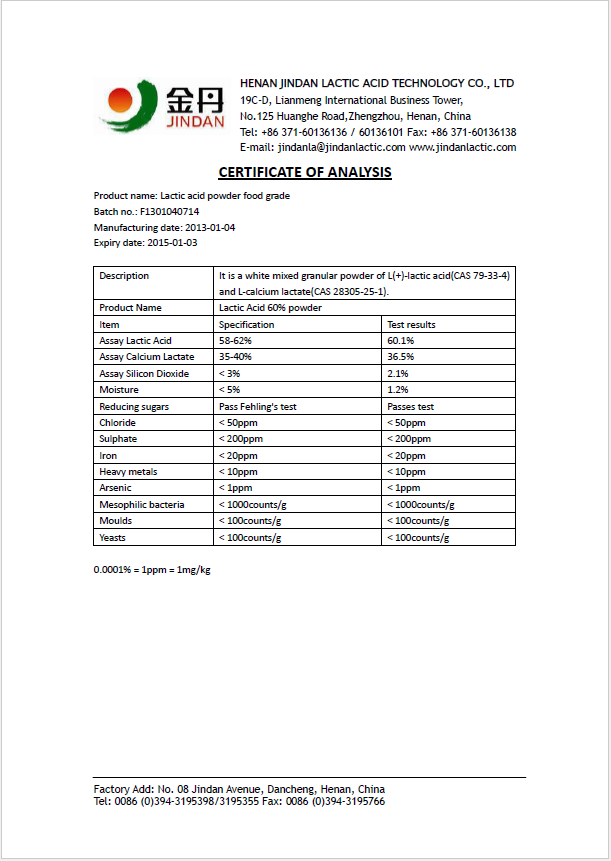 金丹
JINDAN
HENAN JINDAN LACTIC ACID TECHNOLOGY CO., LTD
19C-D, Lianmeng International Business Tower,
No.125 Huanghe Road,Zhengzhou, Henan, China
Tel: +86 371-60136136 / 60136101 Fax: +86 371-60136138
E-mail: jindanla@jindanlactic.com www.jindanlactic.com
CERTIFICATE OF ANALYSIS
Product name: Lactic acid powder food grade
Batch no.: F1301040714
Manufacturing date: 2013-01-04
Expiry date: 2015-01-03
Description It is a white mixed granular powder of L(+)-lactic acid(CAS 79-33-4)
and L-calcium lactate(CAS 28305-25-1).
Product Name Lactic Acid 60% powder
Item Specification Test results
Assay Lactic Acid 58-62% 60.1%
Assay Calcium Lactate 35-40% 36.5%
Assay Silicon Dioxide < 3% 2.1%
Moisture < 5% 1.2%
Reducing sugars Pass Fehling's test Passes test
Chloride < 50ppm < 50ppm
Sulphate < 200ppm < 200ppm
Iron < 20ppm < 20ppm
Heavy metals < 10ppm < 10ppm
Arsenic < 1ppm < 1ppm
Mesophilic bacteria < 1000counts/g < 1000counts/g
Moulds < 100counts/g < 100counts/g
Yeasts < 100counts/g < 100counts/g
0.0001% = 1ppm = 1mg/kg
Factory Add: No. 08 Jindan Avenue, Dancheng, Henan, China
Tel: 0086 (0)394-3195398/3195355 Fax: 0086 (0)394-3195766